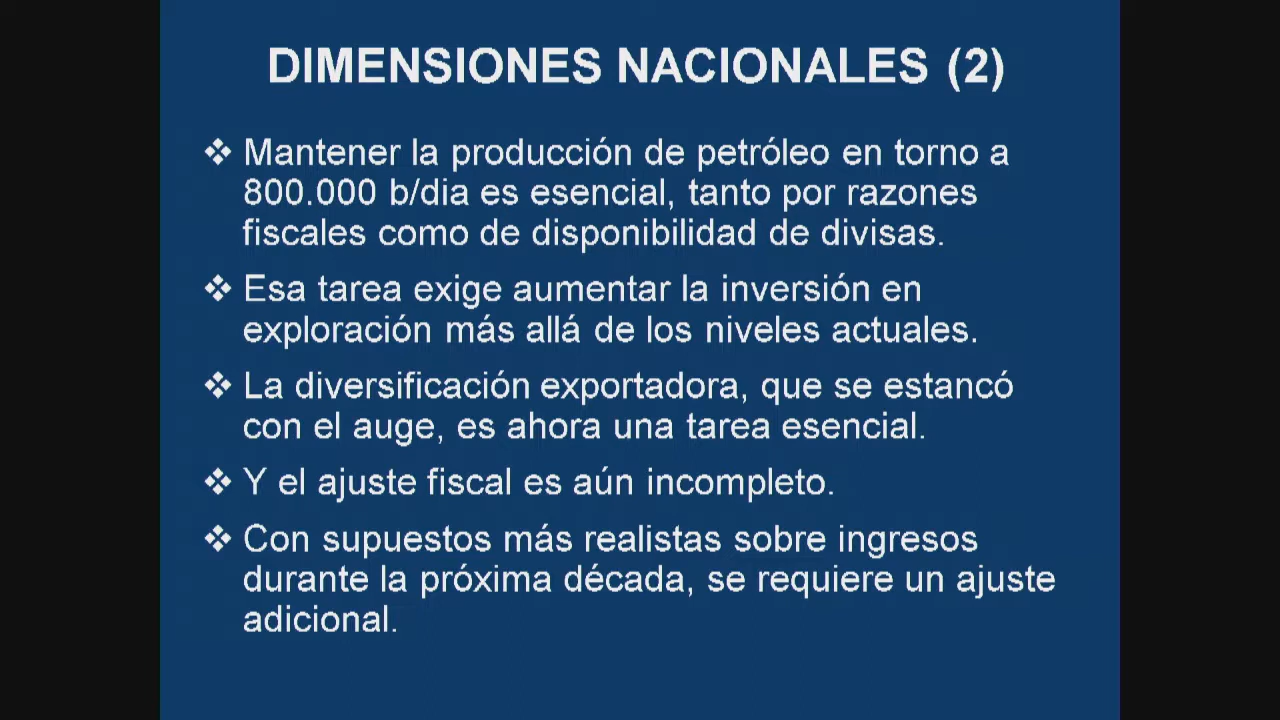 DIMENSIONES NACIONALES (2)
❖ Mantener la producción de petróleo en torno a
800.000 b/dia es esencial, tanto por razones
fiscales como de disponibilidad de divisas.
❖ Esa tarea exige aumentar la inversión en
exploración más allá de los niveles actuales.
❖ La diversificación exportadora, que se estancó
con el auge, es ahora una tarea esencial.
❖ Y el ajuste fiscal es aún incompleto.
❖ Con supuestos más realistas sobre ingresos
durante la próxima década, se requiere un ajuste
adicional.